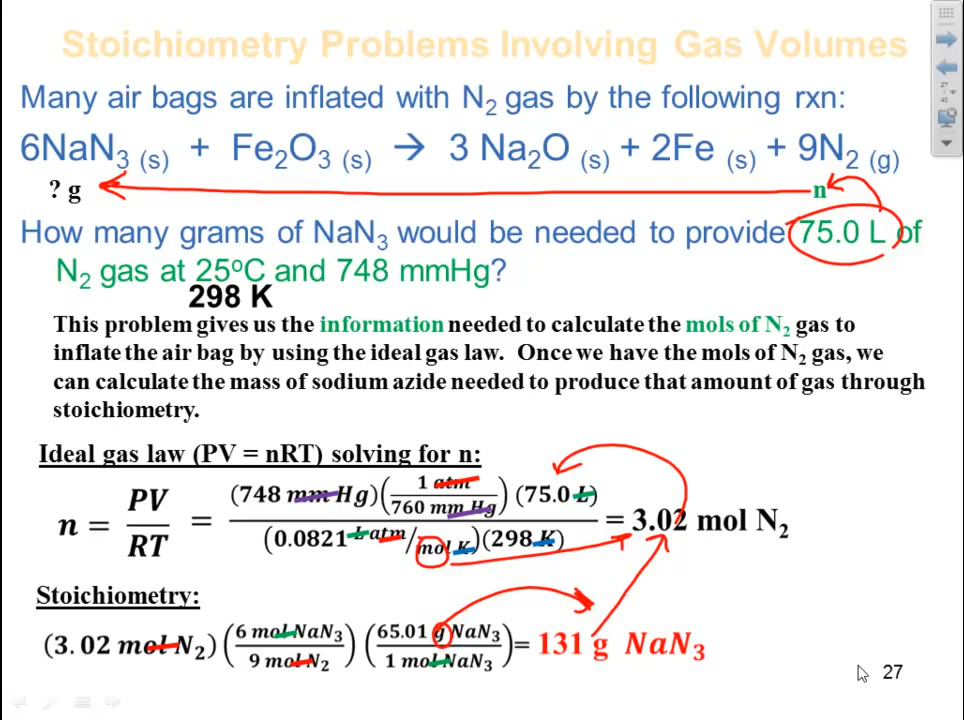 Stoichiometry Problems Involving Gas Volumes
Many air bags are inflated with N₂ gas by the following rxn:
6NaN₃ (s) + Fe₂O₃ (s) → 3 Na₂O (s) + 2Fe (s) + 9N₂ (g)
? g n
How many grams of NaN₃ would be needed to provide 75.0 L of
N₂ gas at 25°C and 748 mmHg?
298 K
This problem gives us the information needed to calculate the mols of N₂ gas to
inflate the air bag by using the ideal gas law. Once we have the mols of N₂ gas, we
can calculate the mass of sodium azide needed to produce that amount of gas through
stoichiometry.
Ideal gas law (PV = nRT) solving for n:
n = PV/RT = (748 mm Hg)(1 atm/760 mm Hg)(75.0 L) / (0.0821 L atm/mol K)(298 K) = 3.02 mol N₂
Stoichiometry:
(3.02 mol N₂)(6 mol NaN₃/9 mol N₂)(65.01 g NaN₃/1 mol NaN₃) = 131 g NaN₃
27